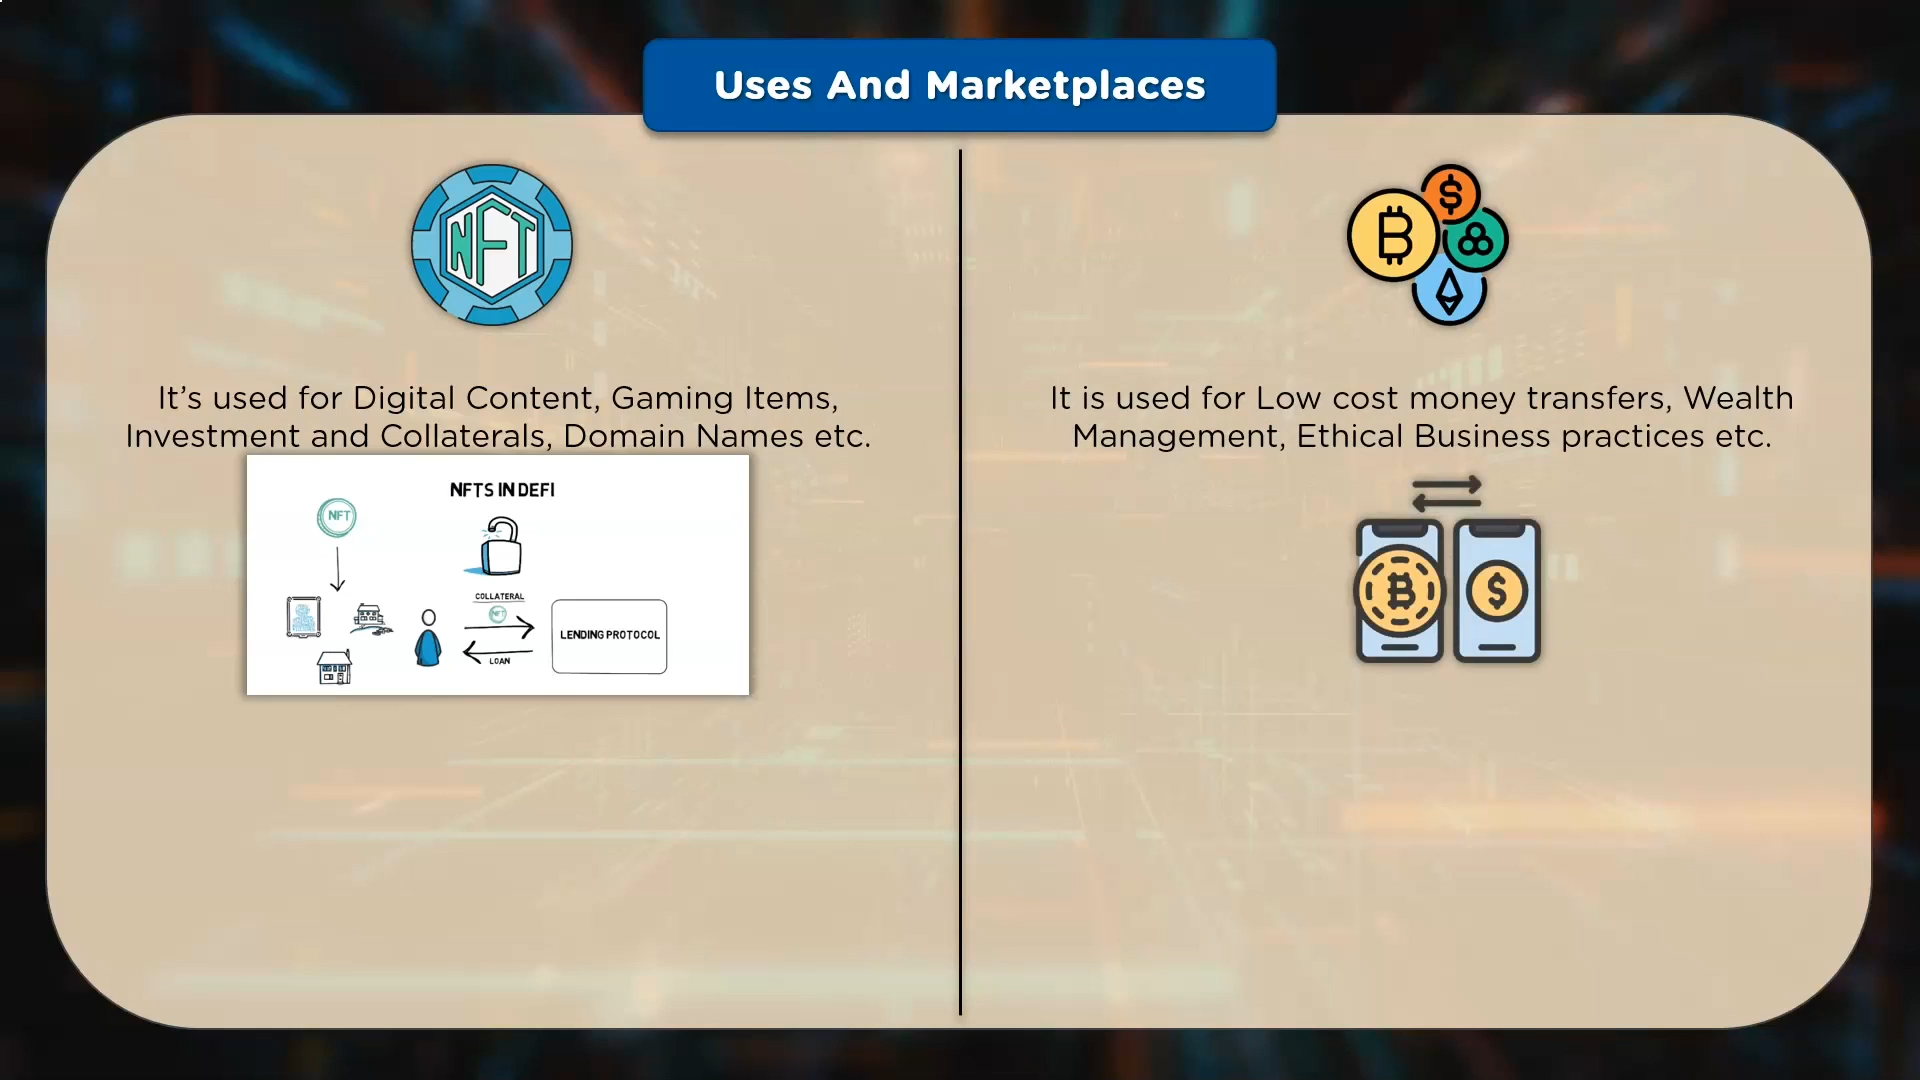 Uses And Marketplaces
NFT
It's used for Digital Content, Gaming Items,
Investment and Collaterals, Domain Names etc.
NFTS IN DEFI
NFT
COLLATERAL
NFT
LENDING PROTOCOL
LOAN
It is used for Low cost money transfers, Wealth
Management, Ethical Business practices etc.